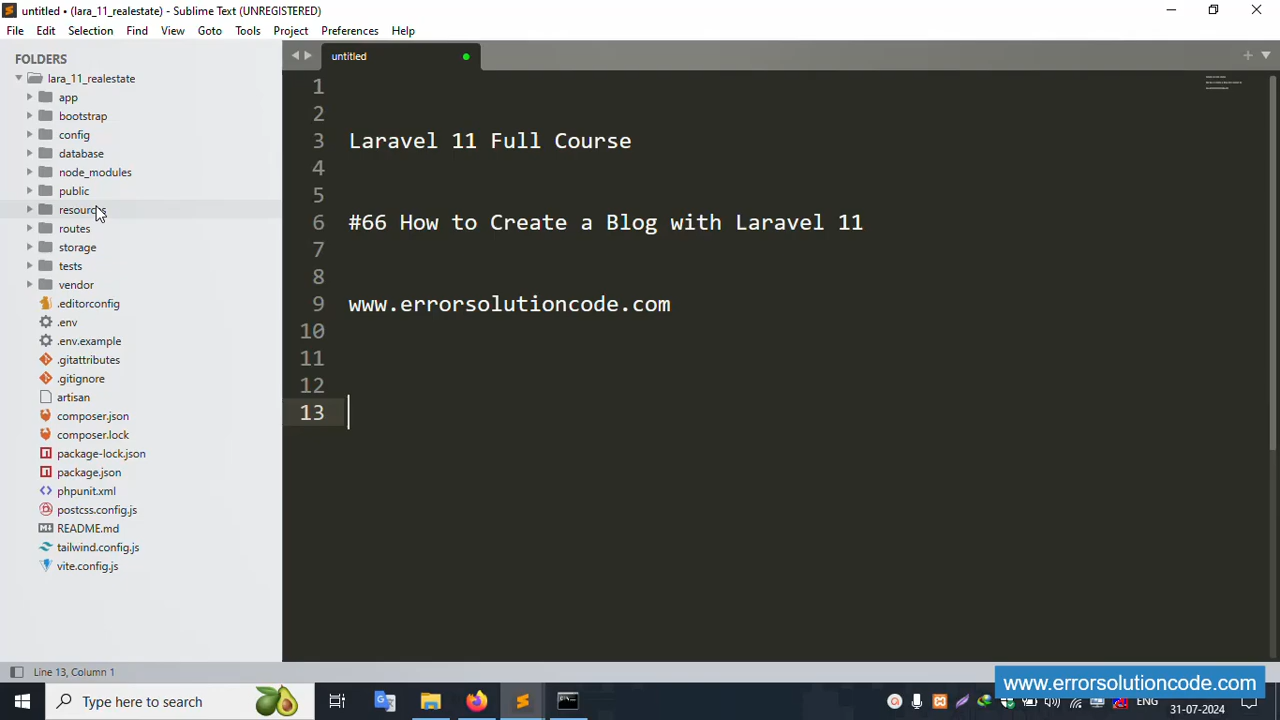 untitled • (lara_11_realestate) - Sublime Text (UNREGISTERED)
File Edit Selection Find View Goto Tools Project Preferences Help
FOLDERS
lara_11_realestate
app
bootstrap
config
database
node_modules
public
resources
routes
storage
tests
vendor
.editorconfig
.env
.env.example
.gitattributes
.gitignore
artisan
composer.json
composer.lock
package-lock.json
package.json
phpunit.xml
postcss.config.js
README.md
tailwind.config.js
vite.config.js
untitled
1
2
3 Laravel 11 Full Course
4
5
6 #66 How to Create a Blog with Laravel 11
7
8
9 www.errorsolutioncode.com
10
11
12
13
Line 13, Column 1
www.errorsolutioncode.com
Type here to search
ENG
31-07-2024